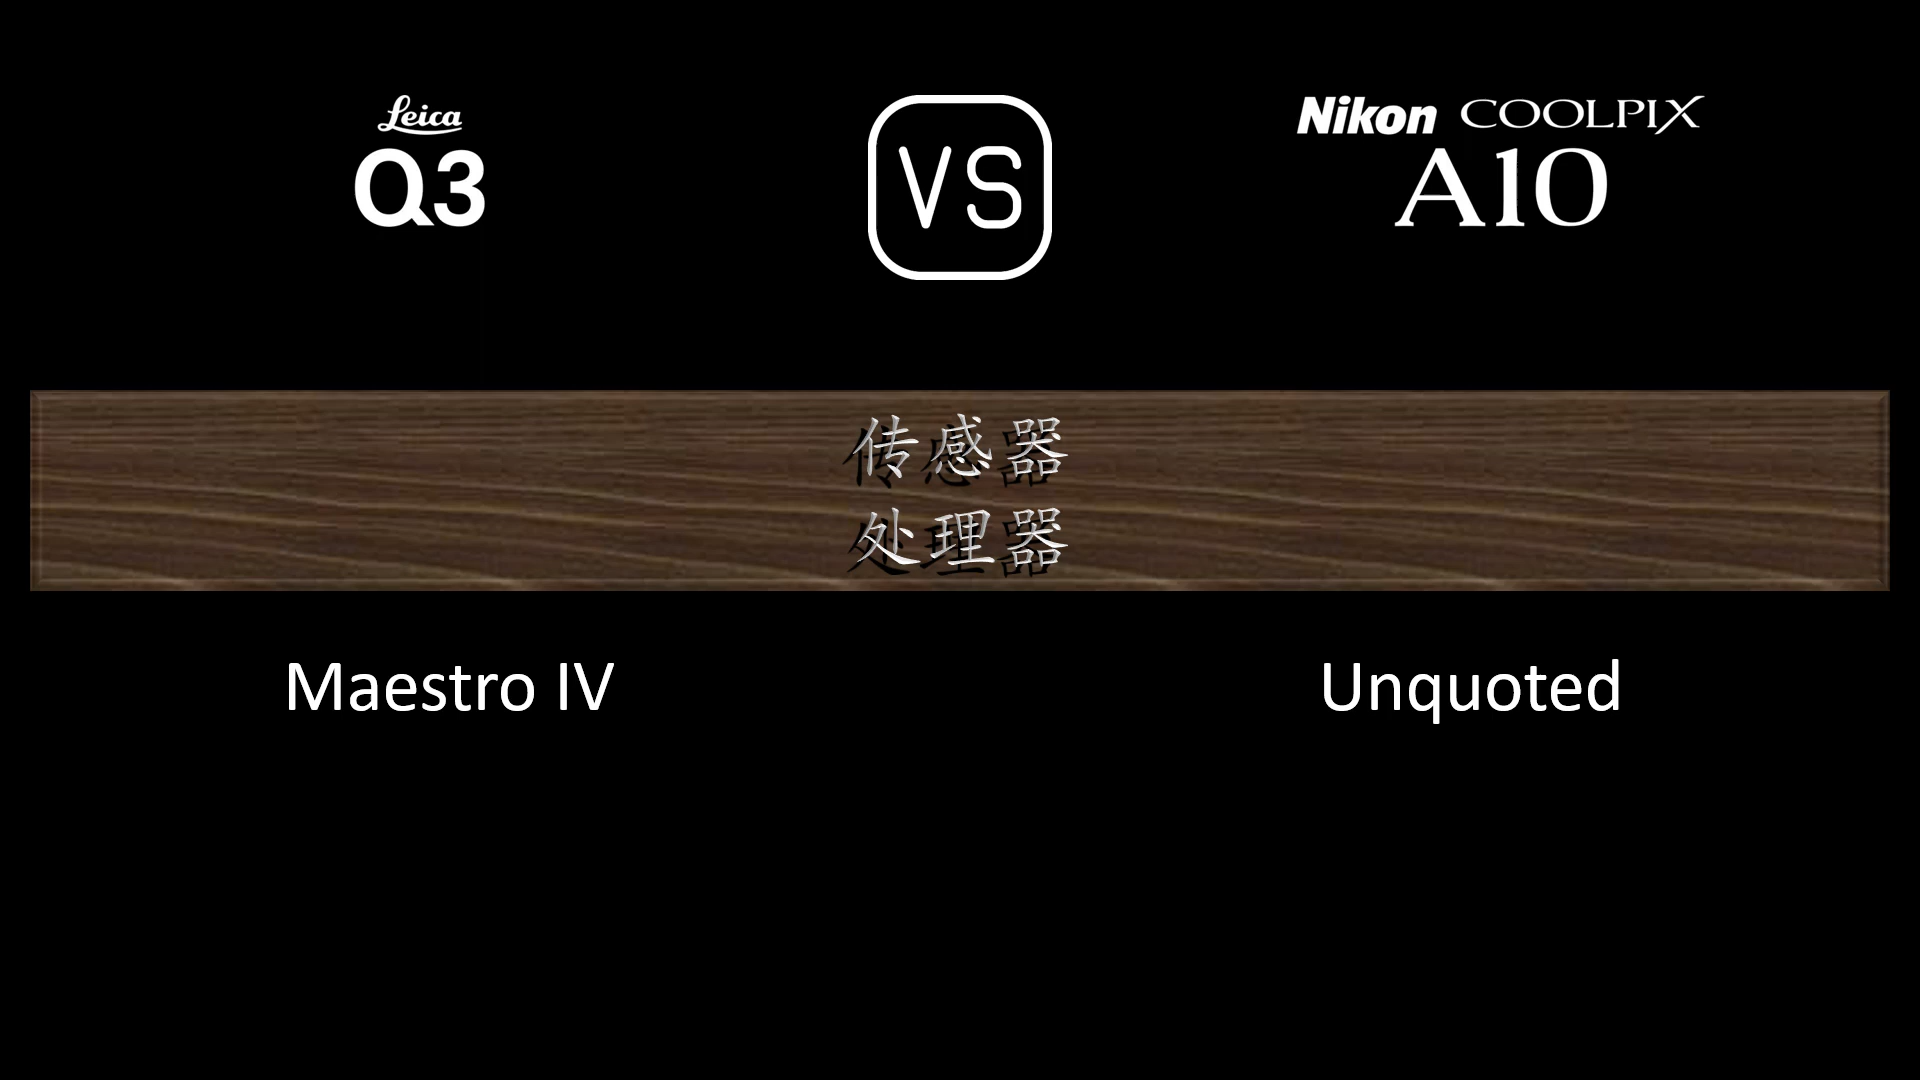 Leica
Q3
VS
Nikon COOLPIX
A10
传感器
处理器
Maestro IV
Unquoted